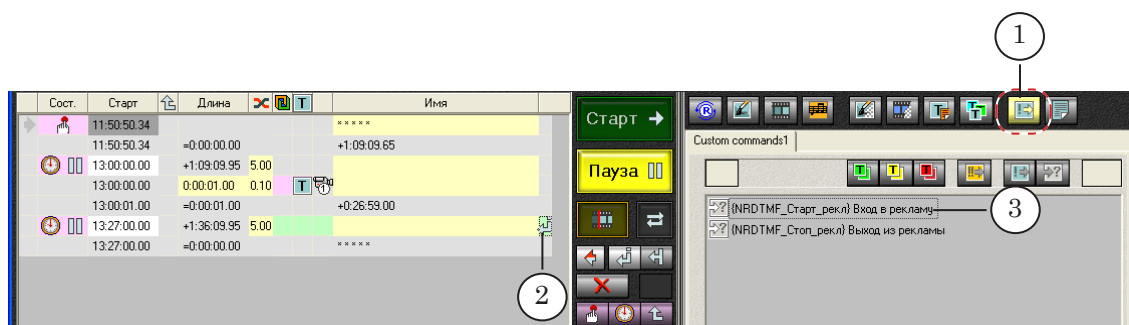 1
Сост. Старт Длина T Имя
11:50:50.34 * * * * *
11:50:50.34 =0:00:00.00 +1:09:09.65
13:00:00.00 +1:09:09.95 5.00
13:00:00.00 0:00:01.00 0.10 T 1
13:00:01.00 =0:00:01.00 +0:26:59.00
13:27:00.00 +1:36:09.95 5.00
13:27:00.00 =0:00:00.00 * * * * *
2
Старт
Пауза
R T T
Custom commands1
T T T
{NRDTMF_Старт_рекл} Вход в рекламу
3
{NRDTMF_Стоп_рекл} Выход из рекламы